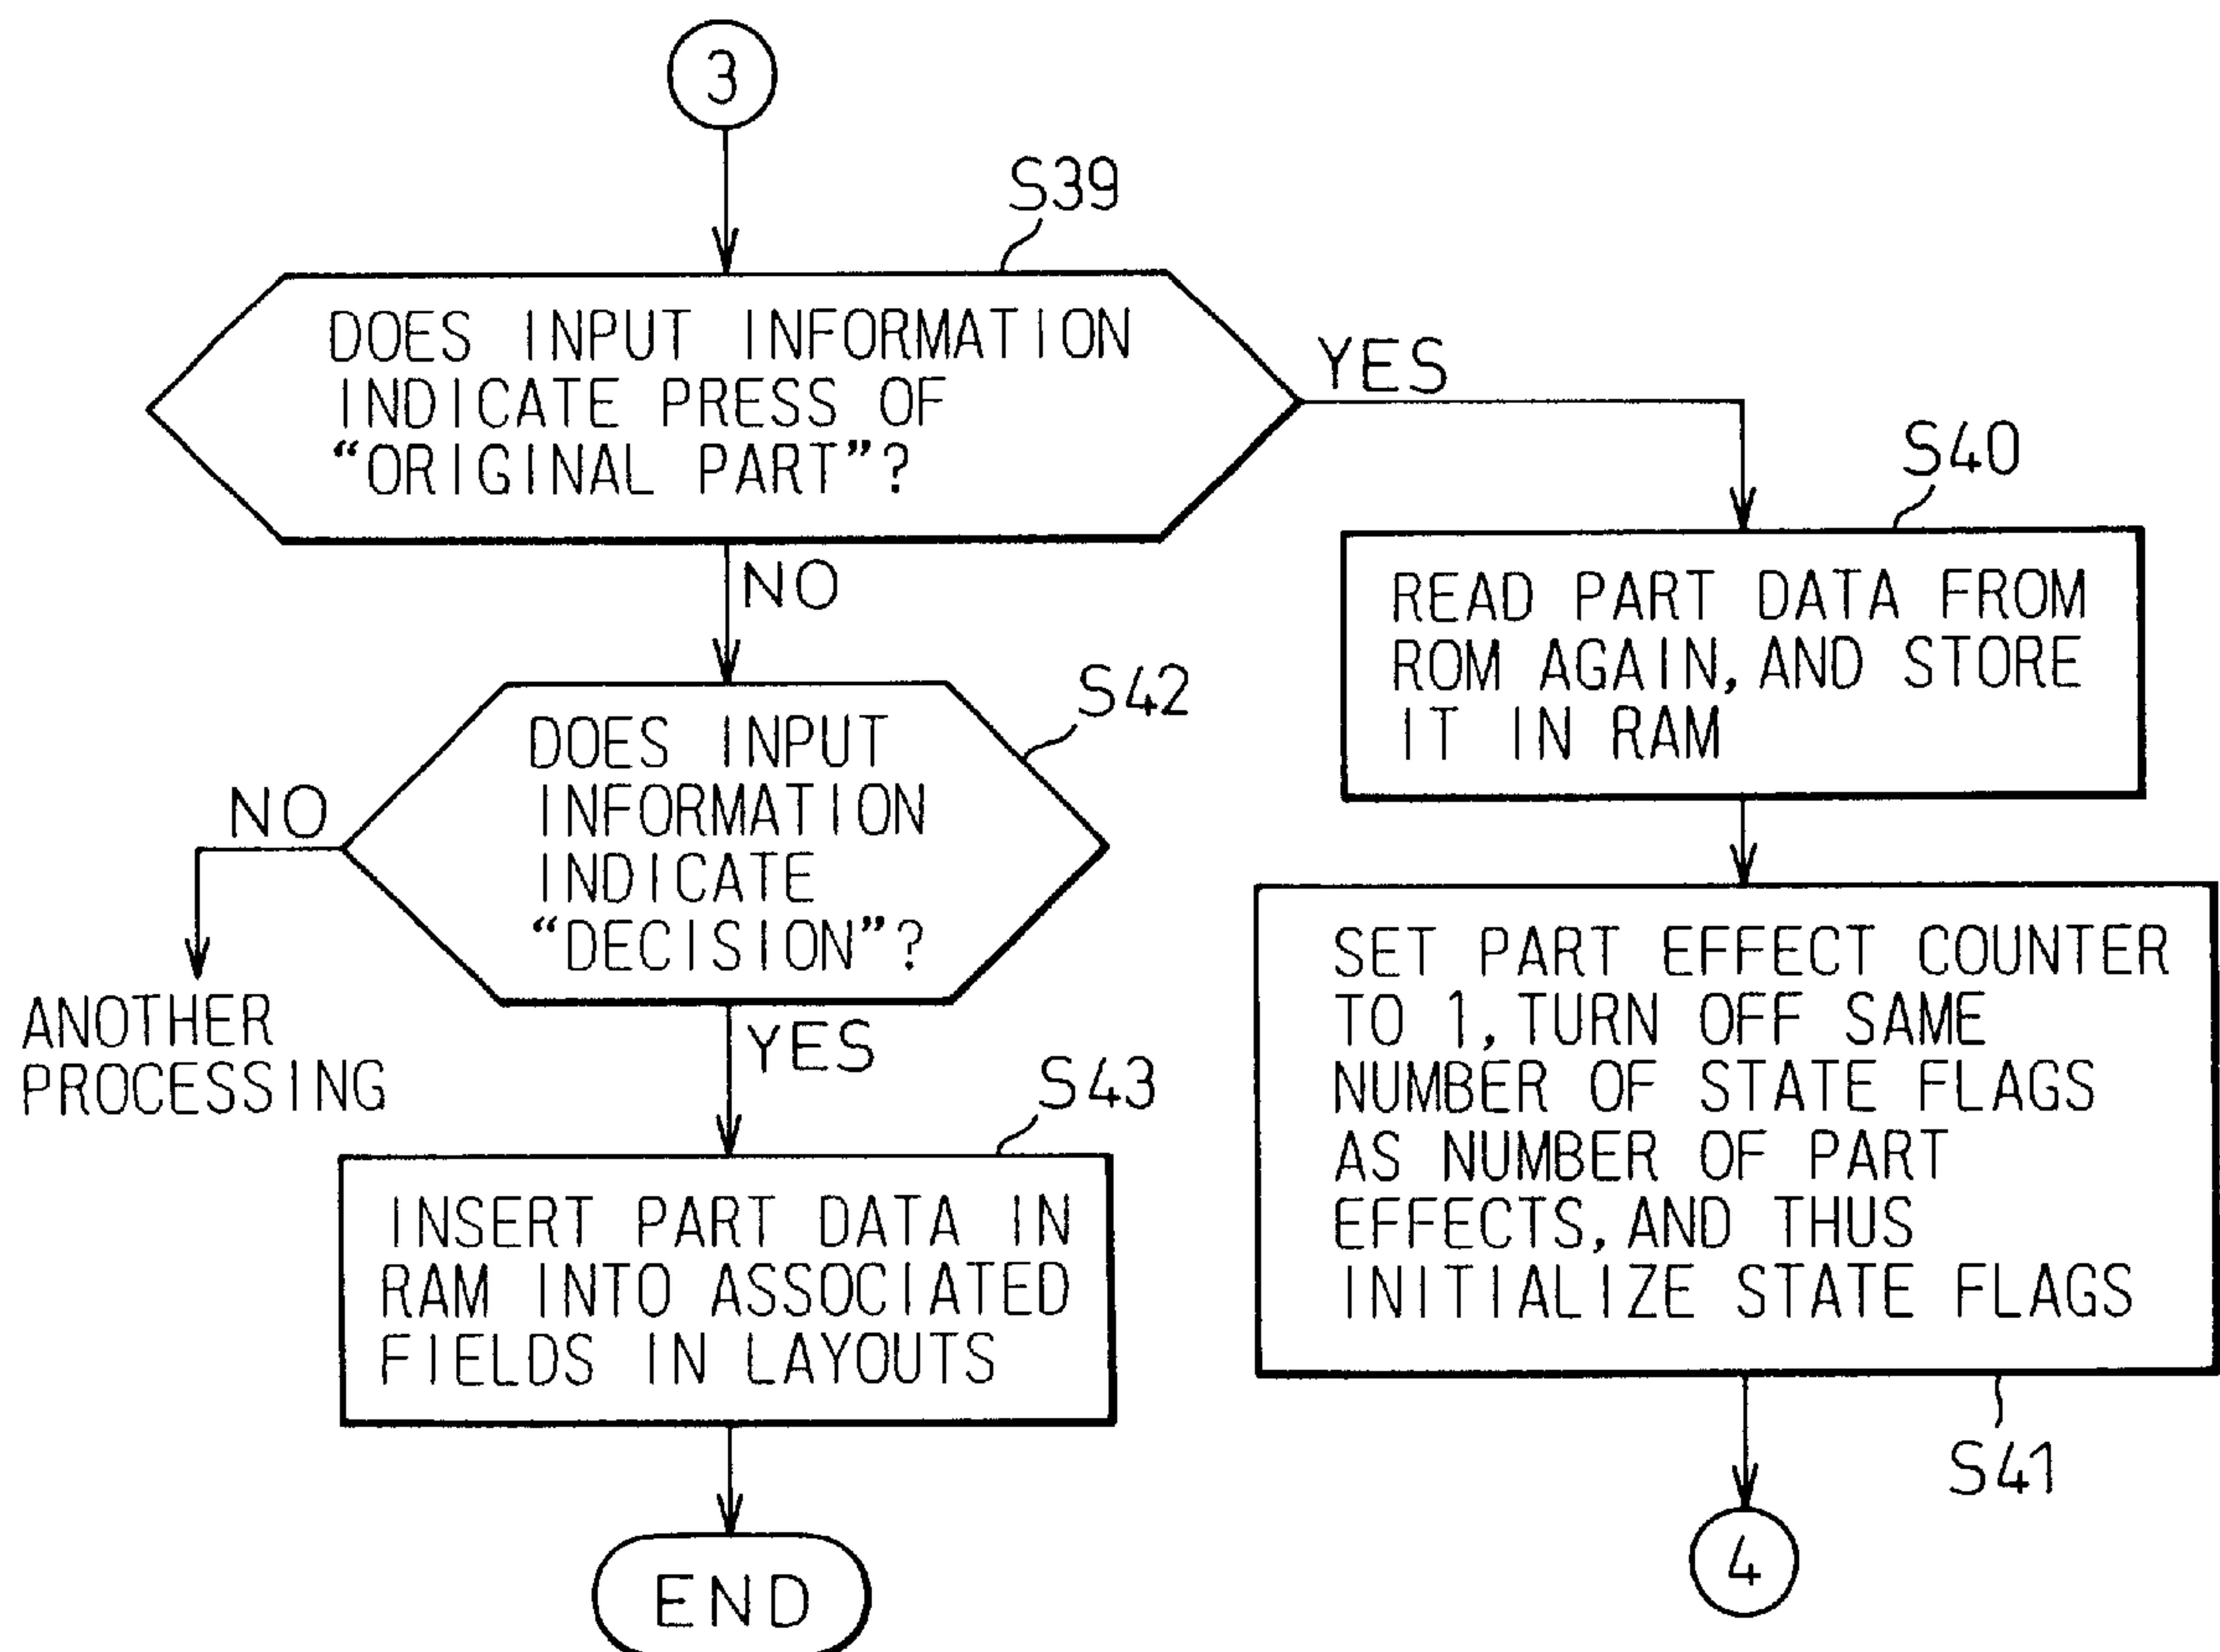 3
S39
DOES INPUT INFORMATION
INDICATE PRESS OF
“ORIGINAL PART”?
YES
NO
S40
READ PART DATA FROM
ROM AGAIN, AND STORE
IT IN RAM
S42
DOES INPUT
INFORMATION
INDICATE
“DECISION”?
NO
ANOTHER
PROCESSING
YES
S43
INSERT PART DATA IN
RAM INTO ASSOCIATED
FIELDS IN LAYOUTS
END
SET PART EFFECT COUNTER
TO 1, TURN OFF SAME
NUMBER OF STATE FLAGS
AS NUMBER OF PART
EFFECTS, AND THUS
INITIALIZE STATE FLAGS
S41
4